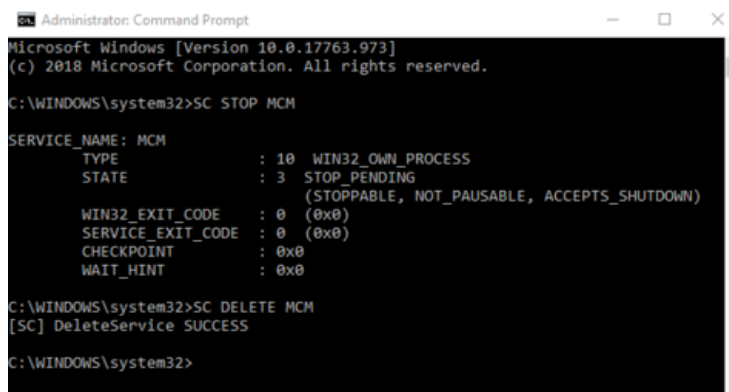 Administrator: Command Prompt
Microsoft Windows [Version 10.0.17763.973]
(c) 2018 Microsoft Corporation. All rights reserved.
C:\WINDOWS\system32>SC STOP MCM
SERVICE_NAME: MCM
TYPE : 10 WIN32_OWN_PROCESS
STATE : 3 STOP_PENDING
(STOPPABLE, NOT_PAUSABLE, ACCEPTS_SHUTDOWN)
WIN32_EXIT_CODE : 0 (0x0)
SERVICE_EXIT_CODE : 0 (0x0)
CHECKPOINT : 0x0
WAIT_HINT : 0x0
C:\WINDOWS\system32>SC DELETE MCM
[SC] DeleteService SUCCESS
C:\WINDOWS\system32>